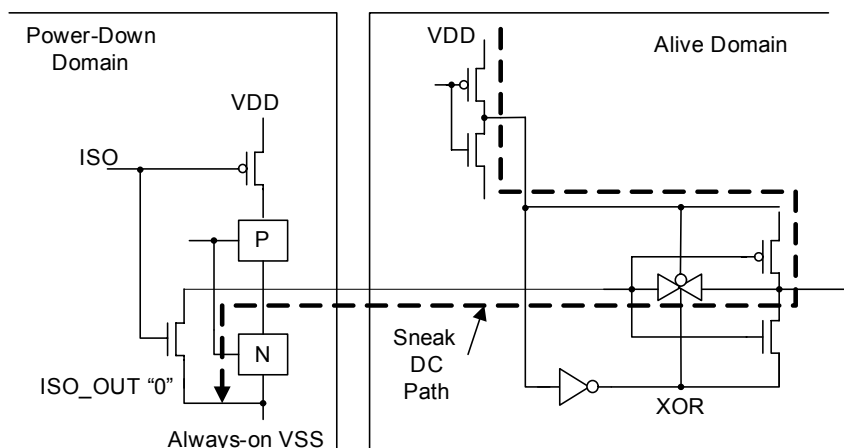 Power-Down
Domain
VDD
ISO
P
N
ISO_OUT “0”
Always-on VSS
VDD
Alive Domain
Sneak
DC
Path
XOR